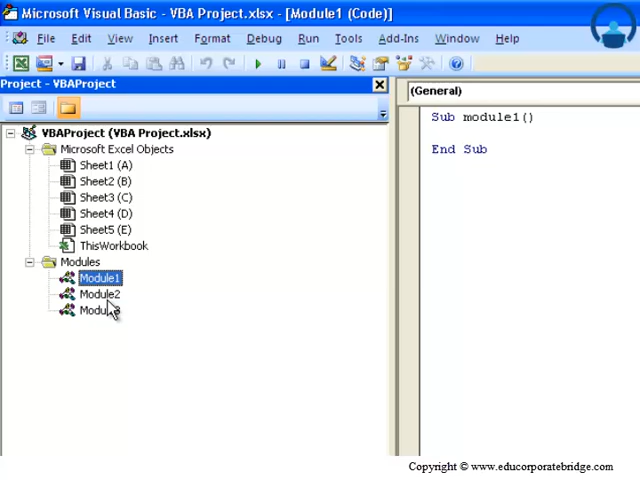 Microsoft Visual Basic - VBA Project.xlsx - [Module1 (Code)]
File Edit View Insert Format Debug Run Tools Add-Ins Window Help
Project - VBAProject
(General)
VBAProject (VBA Project.xlsx)
Microsoft Excel Objects
Sheet1 (A)
Sheet2 (B)
Sheet3 (C)
Sheet4 (D)
Sheet5 (E)
ThisWorkbook
Modules
Module1
Module2
Sub module1()
End Sub
Copyright © www.educorporatebridge.com